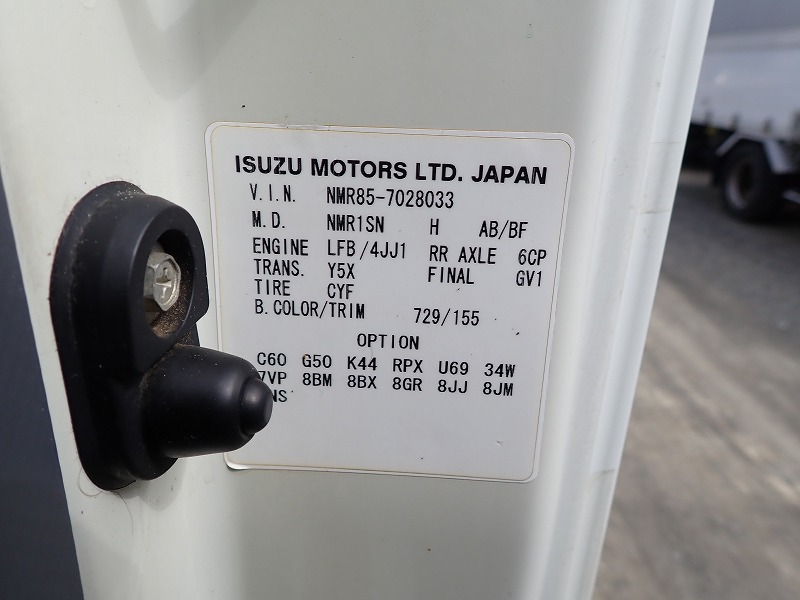 ISUZU MOTORS LTD. JAPAN
V.I.N. NMR85-7028033
M.D. NMR1SN H AB/BF
ENGINE LFB/4JJ1 RR AXLE 6CP
TRANS. Y5X FINAL GV1
TIRE CYF
B.COLOR/TRIM 729/155
OPTION
C60 G50 K44 RPX U69 34W
8BM 8BX 8GR 8JJ 8JM